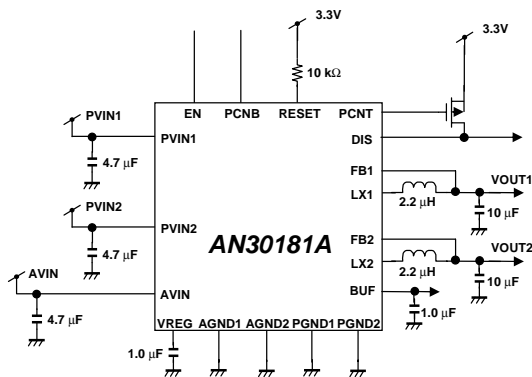 3.3V
3.3V
10 kΩ
EN
PCNB
RESET
PCNT
PVIN1
PVIN1
DIS
4.7 μF
FB1
LX1
VOUT1
2.2 μH
10 μF
PVIN2
PVIN2
4.7 μF
AN30181A
FB2
LX2
VOUT2
2.2 μH
10 μF
AVIN
AVIN
BUF
4.7 μF
1.0 μF
VREG
AGND1
AGND2
PGND1
PGND2
1.0 μF